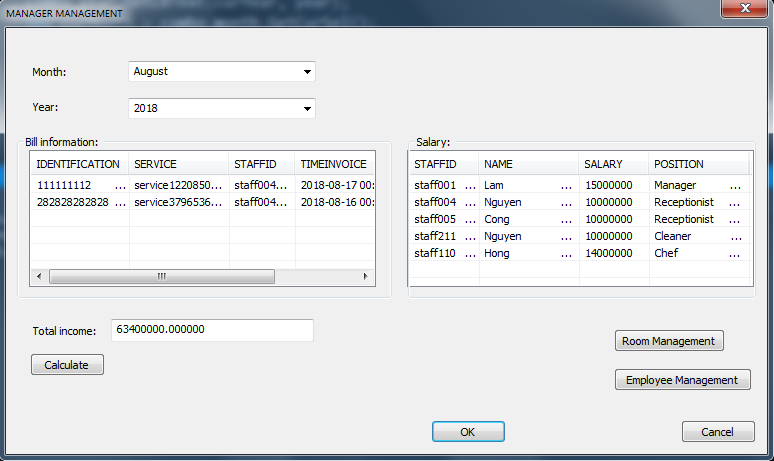 MANAGER MANAGEMENT
Month: August
Year: 2018
Bill information:
IDENTIFICATION SERVICE STAFFID TIMEINVOICE
111111112 ... service1220850... staff004... 2018-08-17 00:
282828282828 ... service3796536... staff004... 2018-08-16 00:
Salary:
STAFFID NAME SALARY POSITION
staff001 ... Lam ... 15000000 Manager ...
staff004 ... Nguyen ... 10000000 Receptionist ...
staff005 ... Cong ... 10000000 Receptionist ...
staff211 ... Nguyen ... 10000000 Cleaner ...
staff110 ... Hong ... 14000000 Chef ...
Total income: 63400000.000000
Calculate
Room Management
Employee Management
OK
Cancel